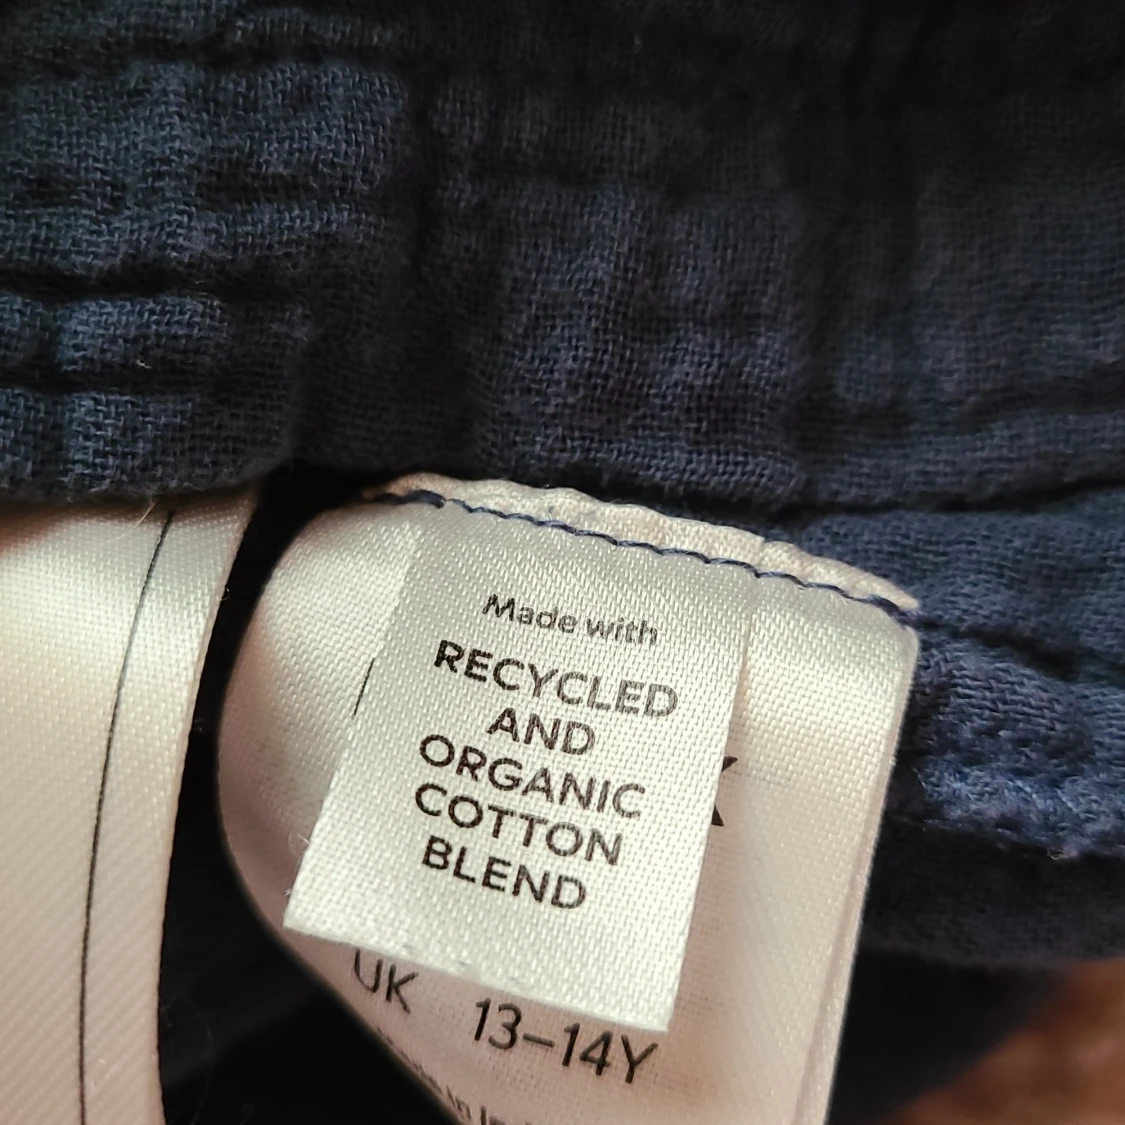 Made with
RECYCLED
AND
ORGANIC
COTTON
BLEND
UK 13–14Y